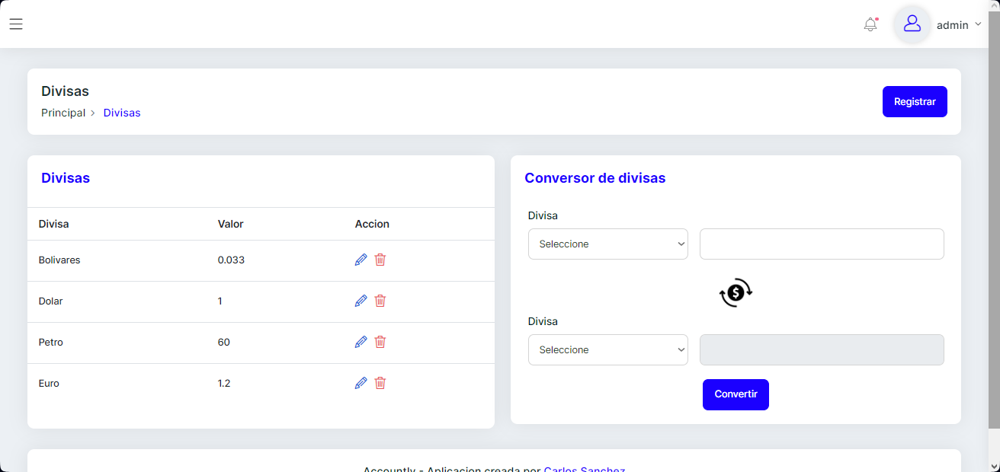 admin
Divisas
Principal > Divisas
Registrar
Divisas
Divisa Valor Accion
Bolivares 0.033
Dolar 1
Petro 60
Euro 1.2
Conversor de divisas
Divisa
Seleccione
$
Divisa
Seleccione
Convertir
Accountly - Aplicacion creada por Carlos Sanchez